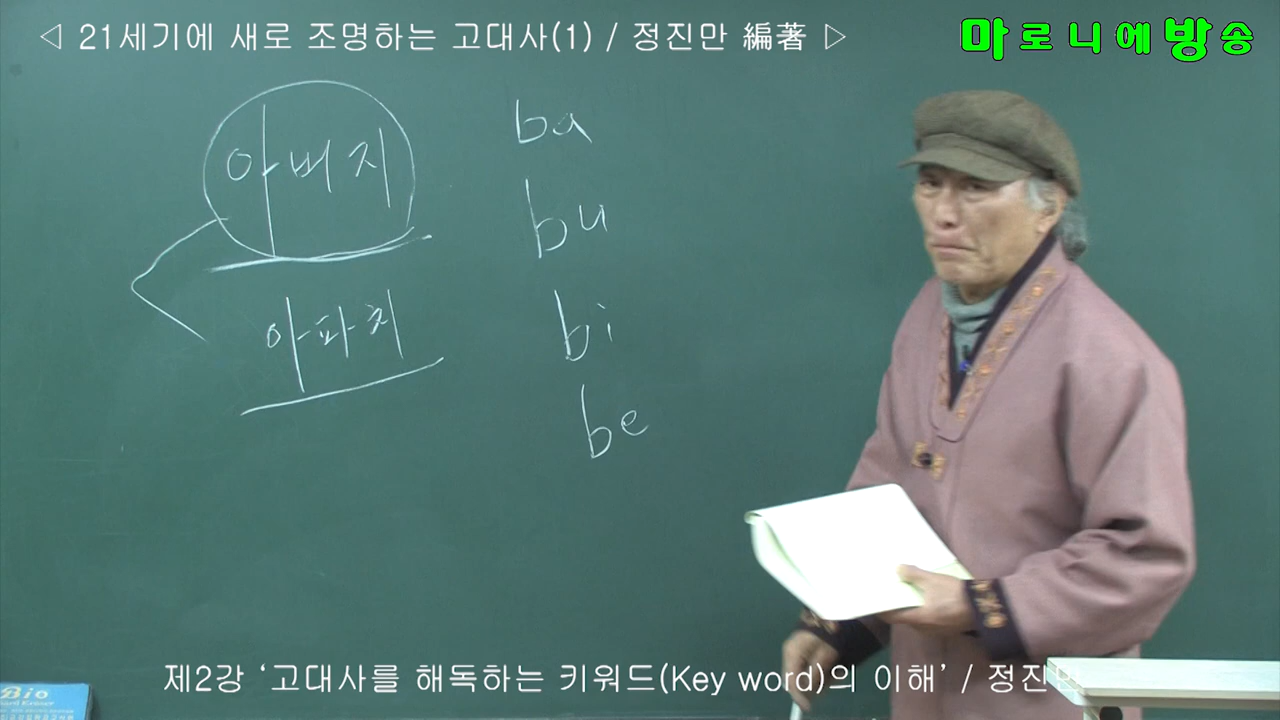 ◁ 21세기에 새로 조명하는 고대사(1) / 정진만 編著 ▷
마로니에방송
아버지
아파치
ba
bu
bi
be
제2강 ‘고대사를 해독하는 키워드(Key word)의 이해’ / 정진만
Bio